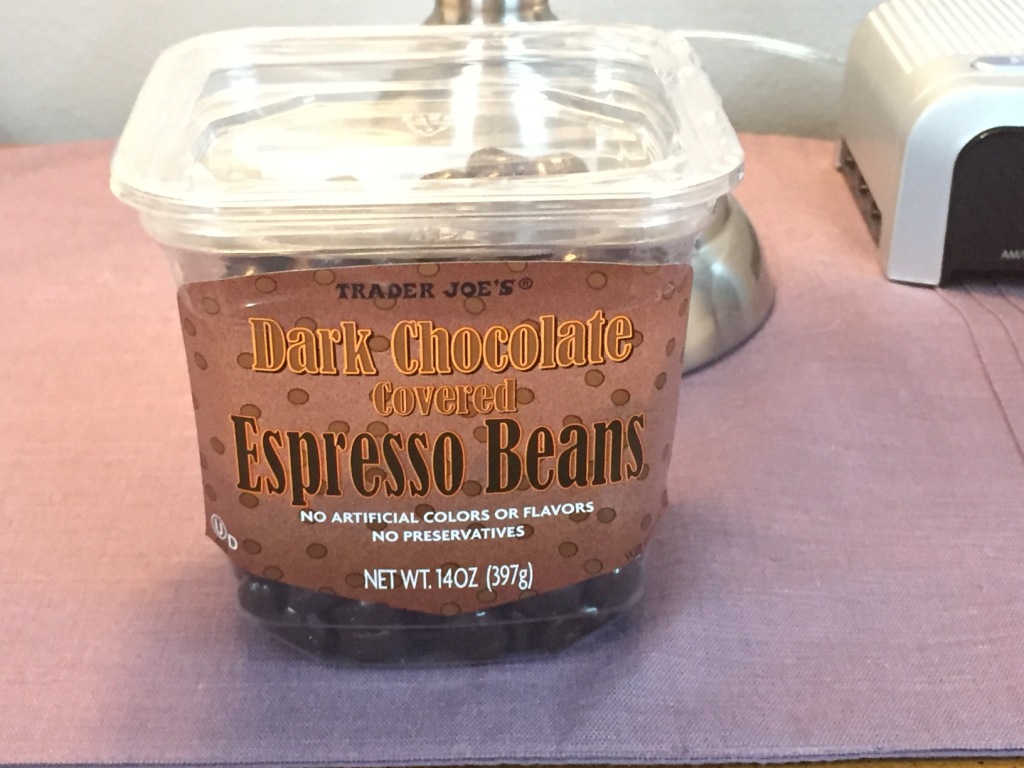 TRADER JOE'S®
Dark Chocolate
Covered
Espresso Beans
NO ARTIFICIAL COLORS OR FLAVORS
NO PRESERVATIVES
U D
NET WT. 14OZ (397g)